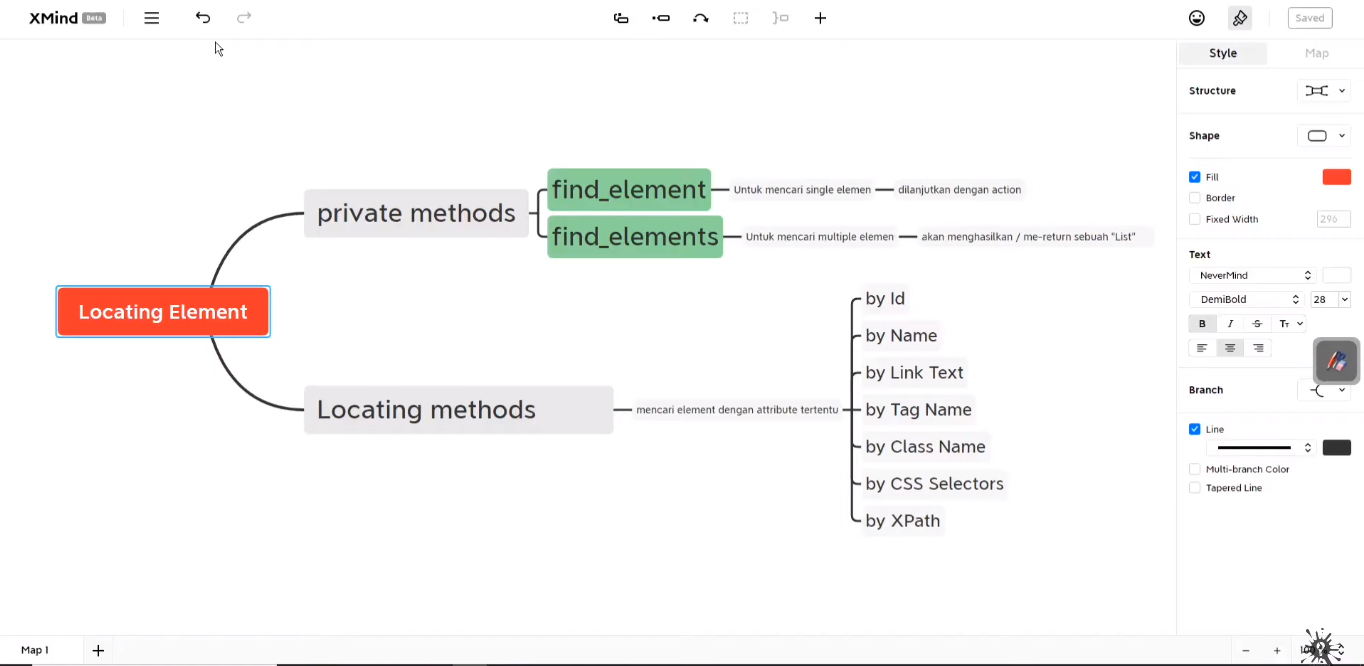 XMind Beta
Saved
Style
Map
Structure
Shape
Fill
Border
Fixed Width
296
Text
NeverMind
DemiBold
28
B
I
S
TT
Branch
Line
Multi-branch Color
Tapered Line
Locating Element
private methods
find_element
Untuk mencari single elemen
dilanjutkan dengan action
find_elements
Untuk mencari multiple elemen
akan menghasilkan / me-return sebuah "List"
Locating methods
mencari element dengan attribute tertentu
by Id
by Name
by Link Text
by Tag Name
by Class Name
by CSS Selectors
by XPath
Map 1